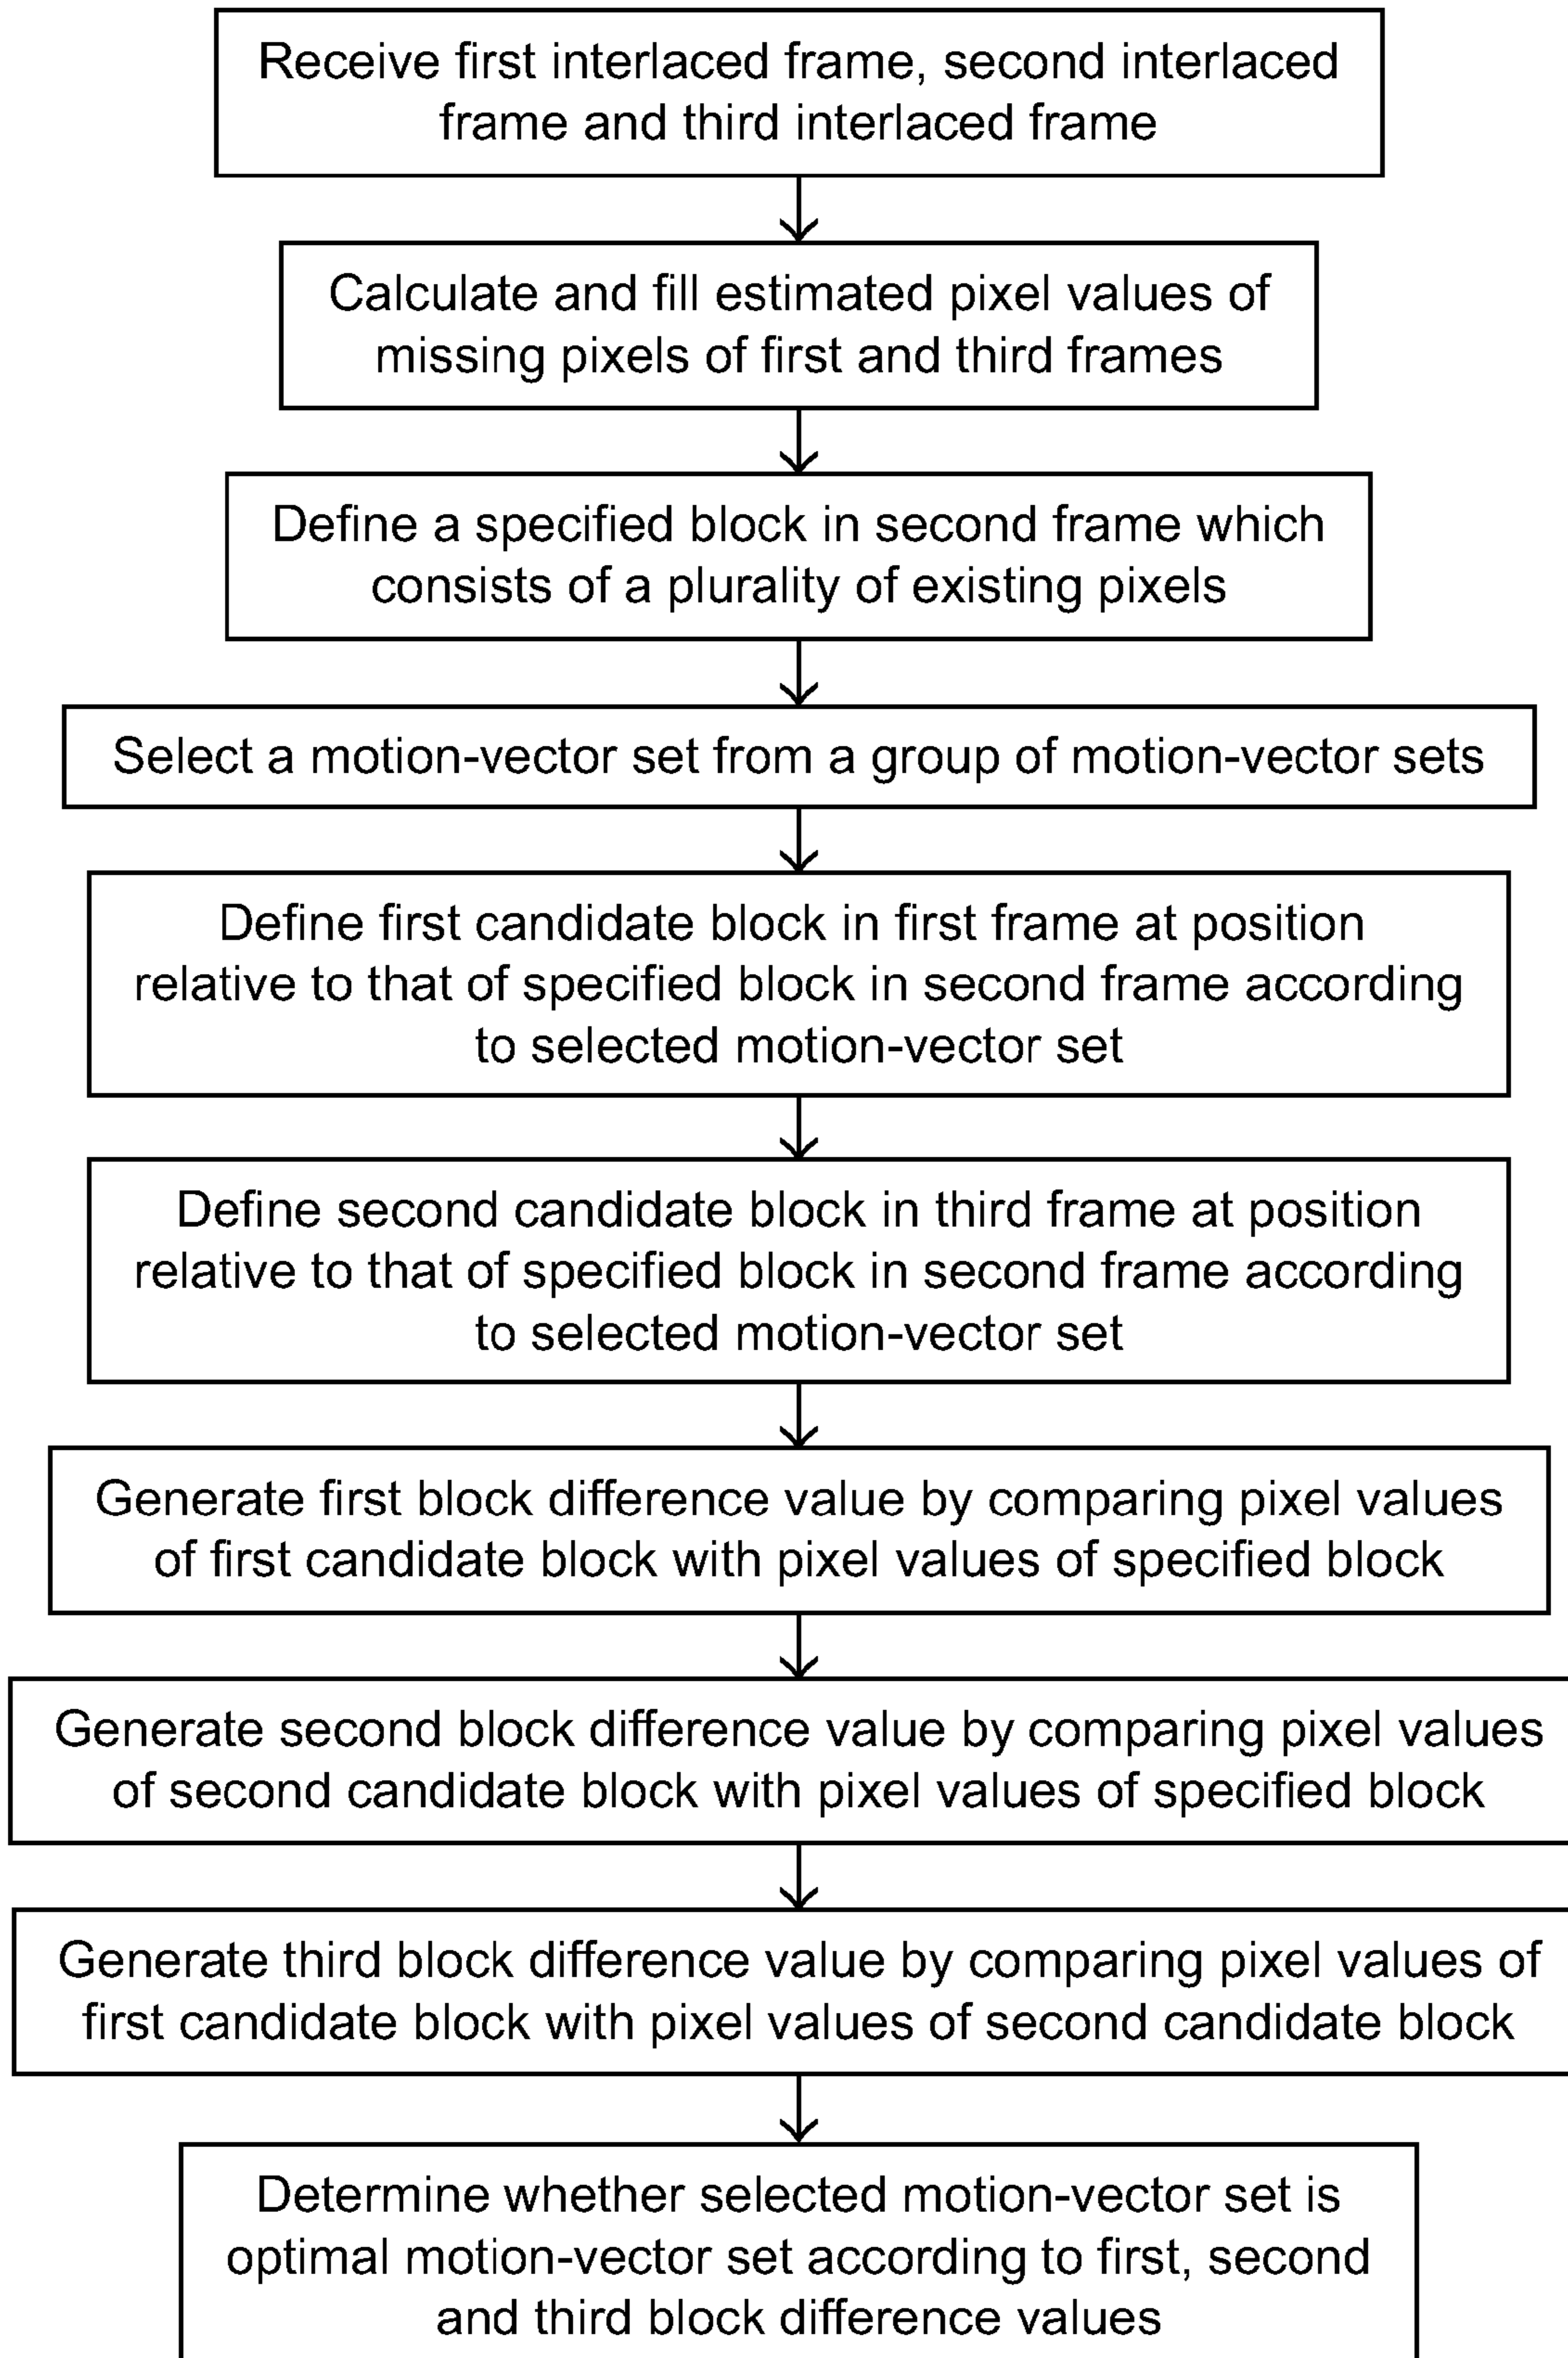 Receive first interlaced frame, second interlaced
frame and third interlaced frame
Calculate and fill estimated pixel values of
missing pixels of first and third frames
Define a specified block in second frame which
consists of a plurality of existing pixels
Select a motion-vector set from a group of motion-vector sets
Define first candidate block in first frame at position
relative to that of specified block in second frame according
to selected motion-vector set
Define second candidate block in third frame at position
relative to that of specified block in second frame according
to selected motion-vector set
Generate first block difference value by comparing pixel values
of first candidate block with pixel values of specified block
Generate second block difference value by comparing pixel values
of second candidate block with pixel values of specified block
Generate third block difference value by comparing pixel values of
first candidate block with pixel values of second candidate block
Determine whether selected motion-vector set is
optimal motion-vector set according to first, second
and third block difference values